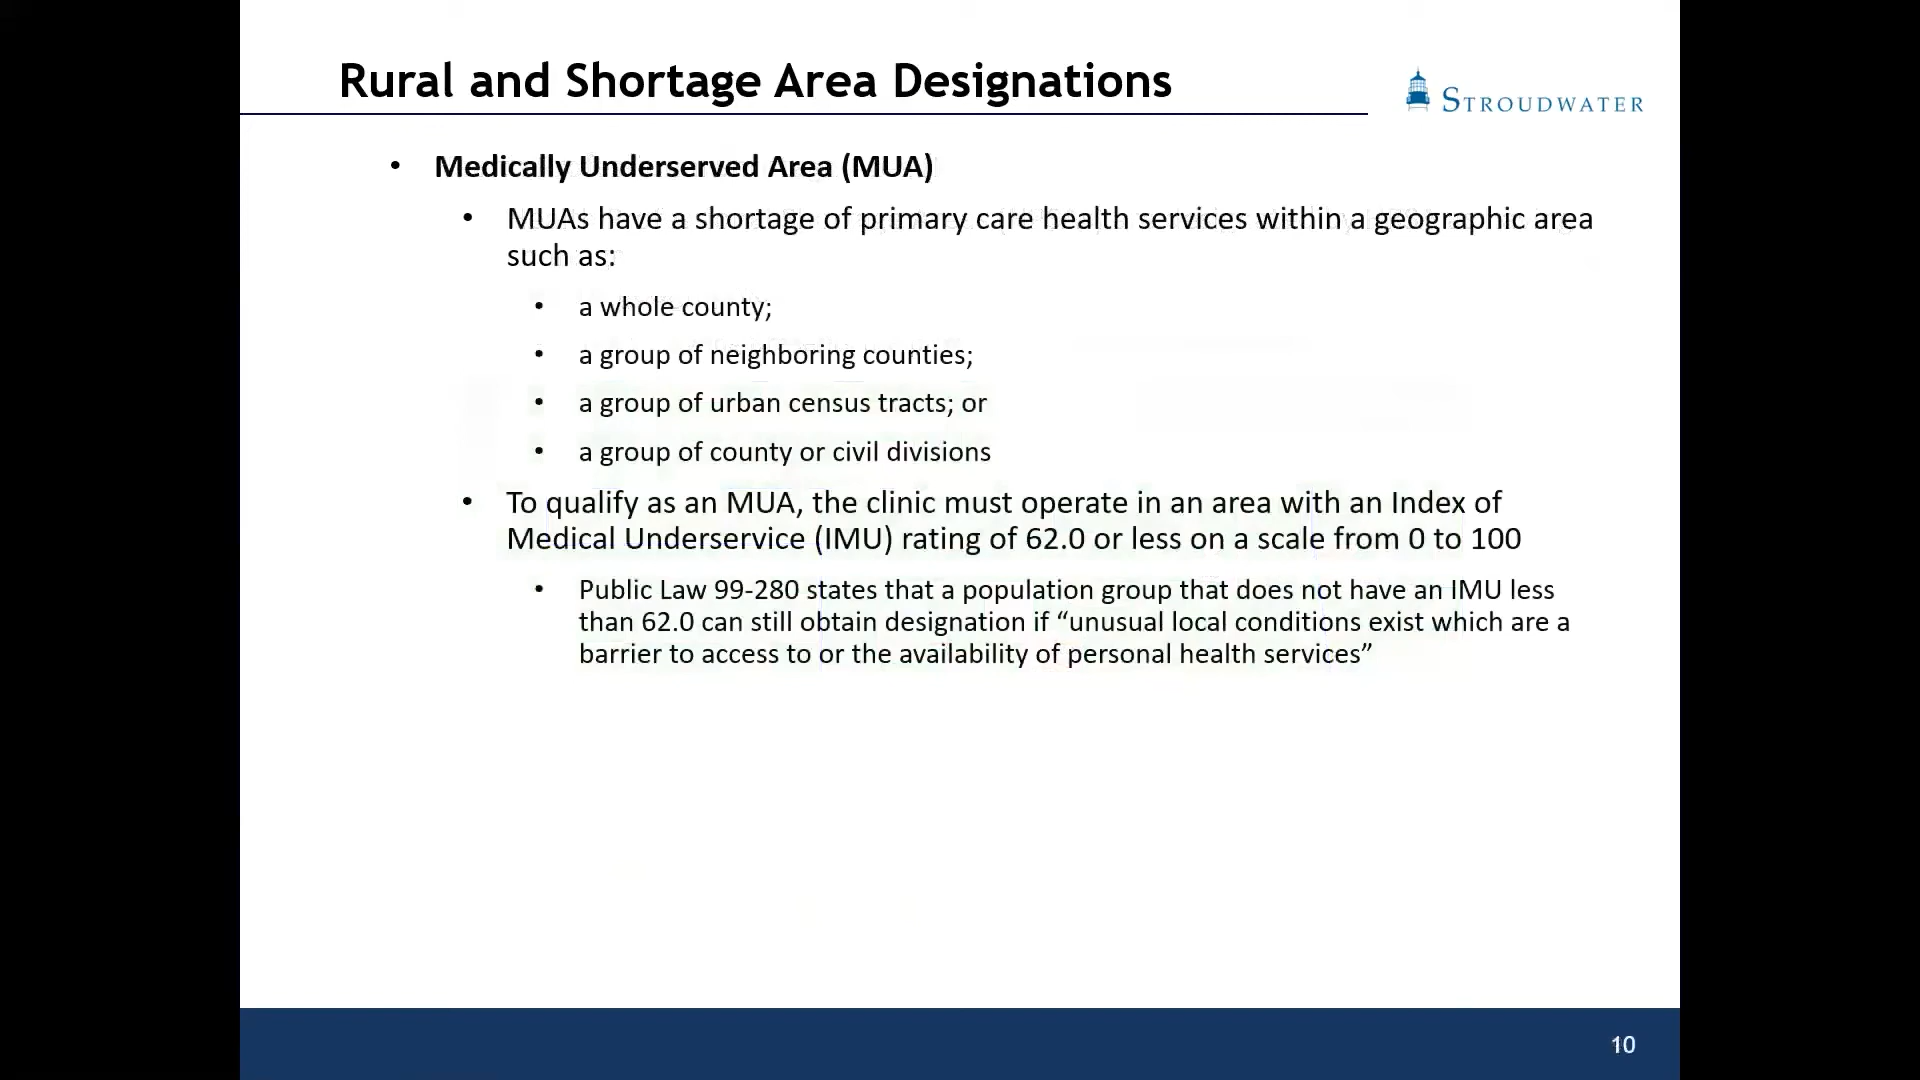 Rural and Shortage Area Designations
STROUDWATER
• Medically Underserved Area (MUA)
• MUAs have a shortage of primary care health services within a geographic area
such as:
• a whole county;
• a group of neighboring counties;
• a group of urban census tracts; or
• a group of county or civil divisions
• To qualify as an MUA, the clinic must operate in an area with an Index of
Medical Underservice (IMU) rating of 62.0 or less on a scale from 0 to 100
• Public Law 99-280 states that a population group that does not have an IMU less
than 62.0 can still obtain designation if “unusual local conditions exist which are a
barrier to access to or the availability of personal health services”
10